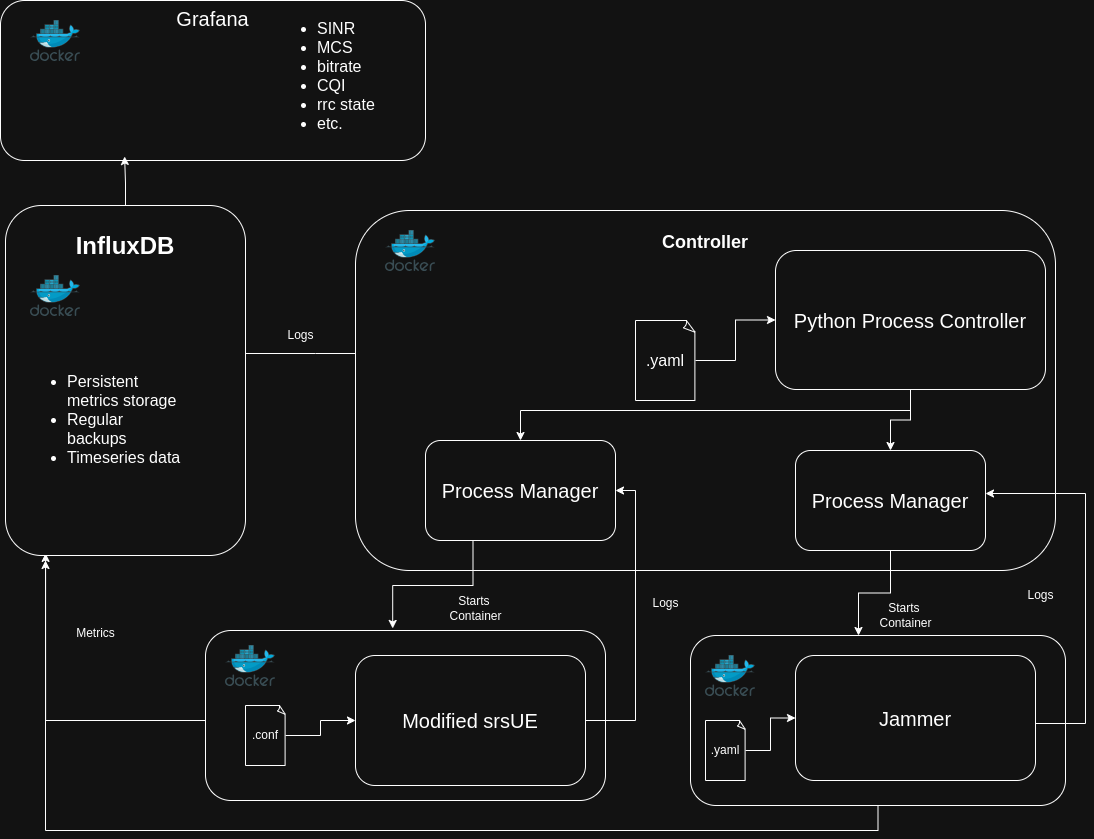 Grafana
docker
SINR
MCS
bitrate
CQI
rrc state
etc.
InfluxDB
docker
Persistent
metrics storage
Regular
backups
Timeseries data
Logs
Controller
docker
Python Process Controller
.yaml
Process Manager
Process Manager
Starts
Container
Logs
Starts
Container
Logs
Metrics
docker
.conf
Modified srsUE
docker
.yaml
Jammer